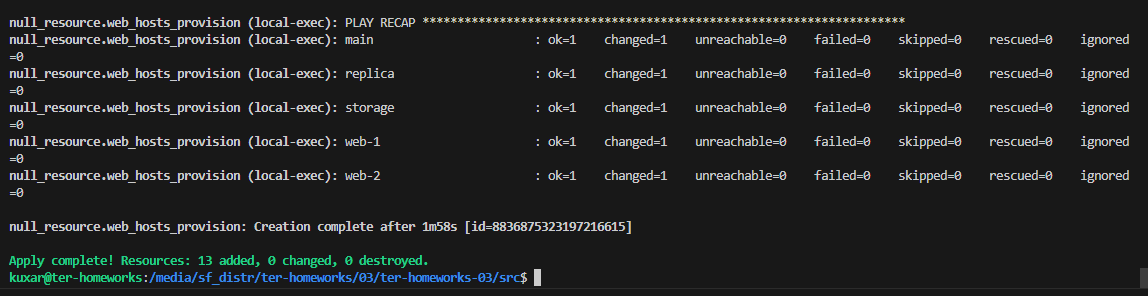 null_resource.web_hosts_provision (local-exec): PLAY RECAP *********************************************************************
null_resource.web_hosts_provision (local-exec): main                       : ok=1    changed=1    unreachable=0    failed=0    skipped=0    rescued=0    ignored
=0
null_resource.web_hosts_provision (local-exec): replica                    : ok=1    changed=1    unreachable=0    failed=0    skipped=0    rescued=0    ignored
=0
null_resource.web_hosts_provision (local-exec): storage                    : ok=1    changed=1    unreachable=0    failed=0    skipped=0    rescued=0    ignored
=0
null_resource.web_hosts_provision (local-exec): web-1                      : ok=1    changed=1    unreachable=0    failed=0    skipped=0    rescued=0    ignored
=0
null_resource.web_hosts_provision (local-exec): web-2                      : ok=1    changed=1    unreachable=0    failed=0    skipped=0    rescued=0    ignored
=0
null_resource.web_hosts_provision: Creation complete after 1m58s [id=8836875323197216615]
Apply complete! Resources: 13 added, 0 changed, 0 destroyed.
kuxar@ter-homeworks:/media/sf_distr/ter-homeworks/03/ter-homeworks-03/src$